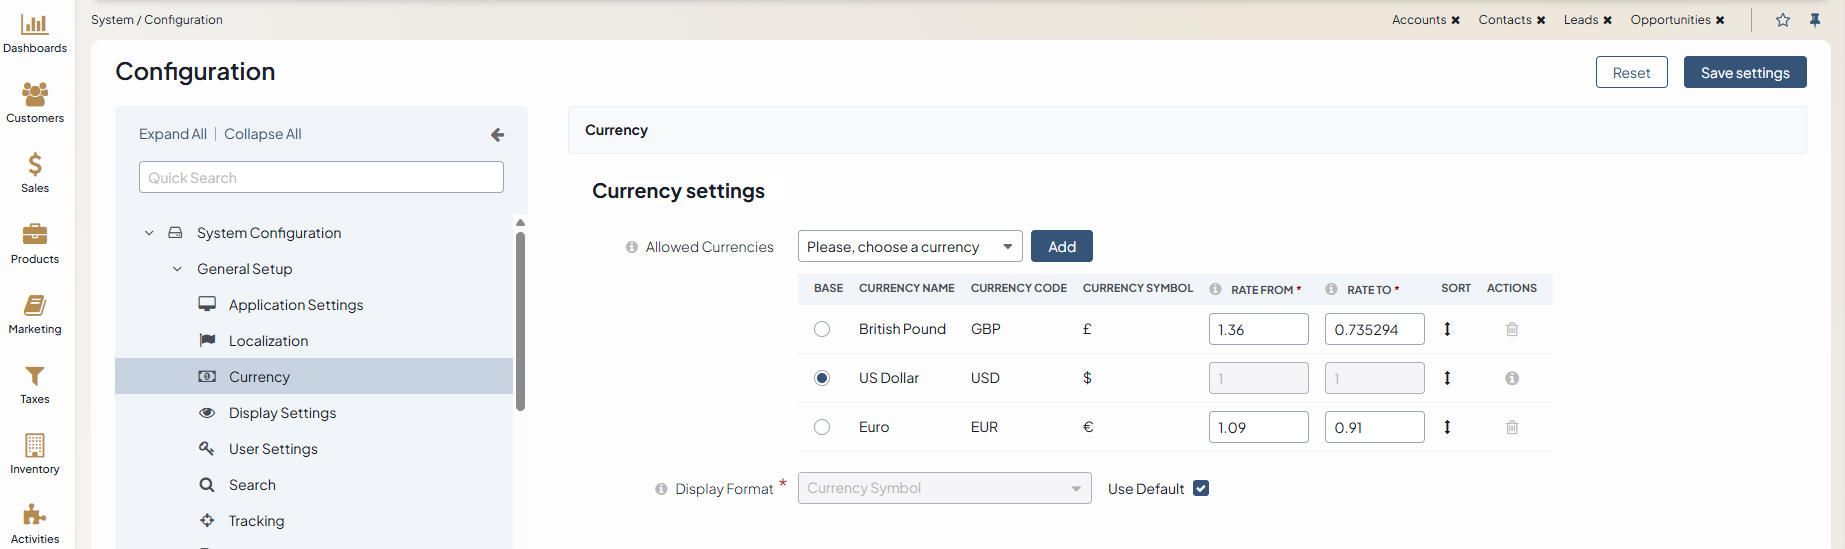 System / Configuration
Accounts ✖ Contacts ✖ Leads ✖ Opportunities ✖
Dashboards
Customers
Sales
Products
Marketing
Taxes
Inventory
Activities
Configuration
Reset
Save settings
Expand All | Collapse All
Quick Search
System Configuration
General Setup
Application Settings
Localization
Currency
Display Settings
User Settings
Search
Tracking
Currency
Currency settings
Allowed Currencies Please, choose a currency Add
BASE CURRENCY NAME CURRENCY CODE CURRENCY SYMBOL RATE FROM * RATE TO * SORT ACTIONS
British Pound GBP £ 1.36 0.735294
US Dollar USD $ 1 1
Euro EUR € 1.09 0.91
Display Format * Currency Symbol Use Default